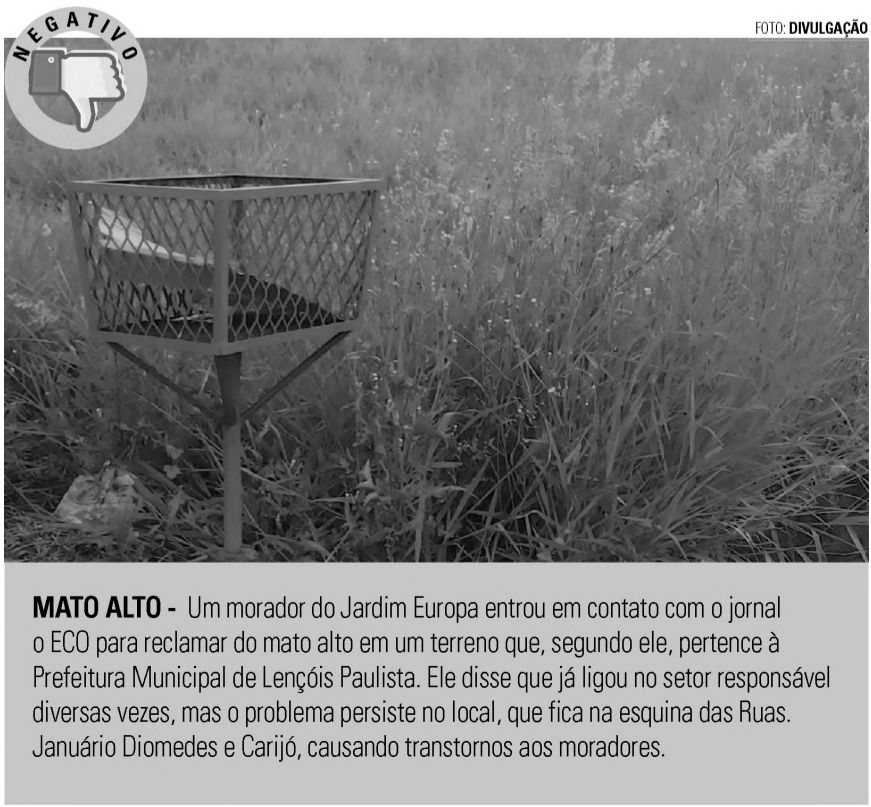 NEGATIVO
FOTO: DIVULGAÇÃO
MATO ALTO - Um morador do Jardim Europa entrou em contato com o jornal
o ECO para reclamar do mato alto em um terreno que, segundo ele, pertence à
Prefeitura Municipal de Lençóis Paulista. Ele disse que já ligou no setor responsável
diversas vezes, mas o problema persiste no local, que fica na esquina das Ruas.
Januário Diomedes e Carijó, causando transtornos aos moradores.